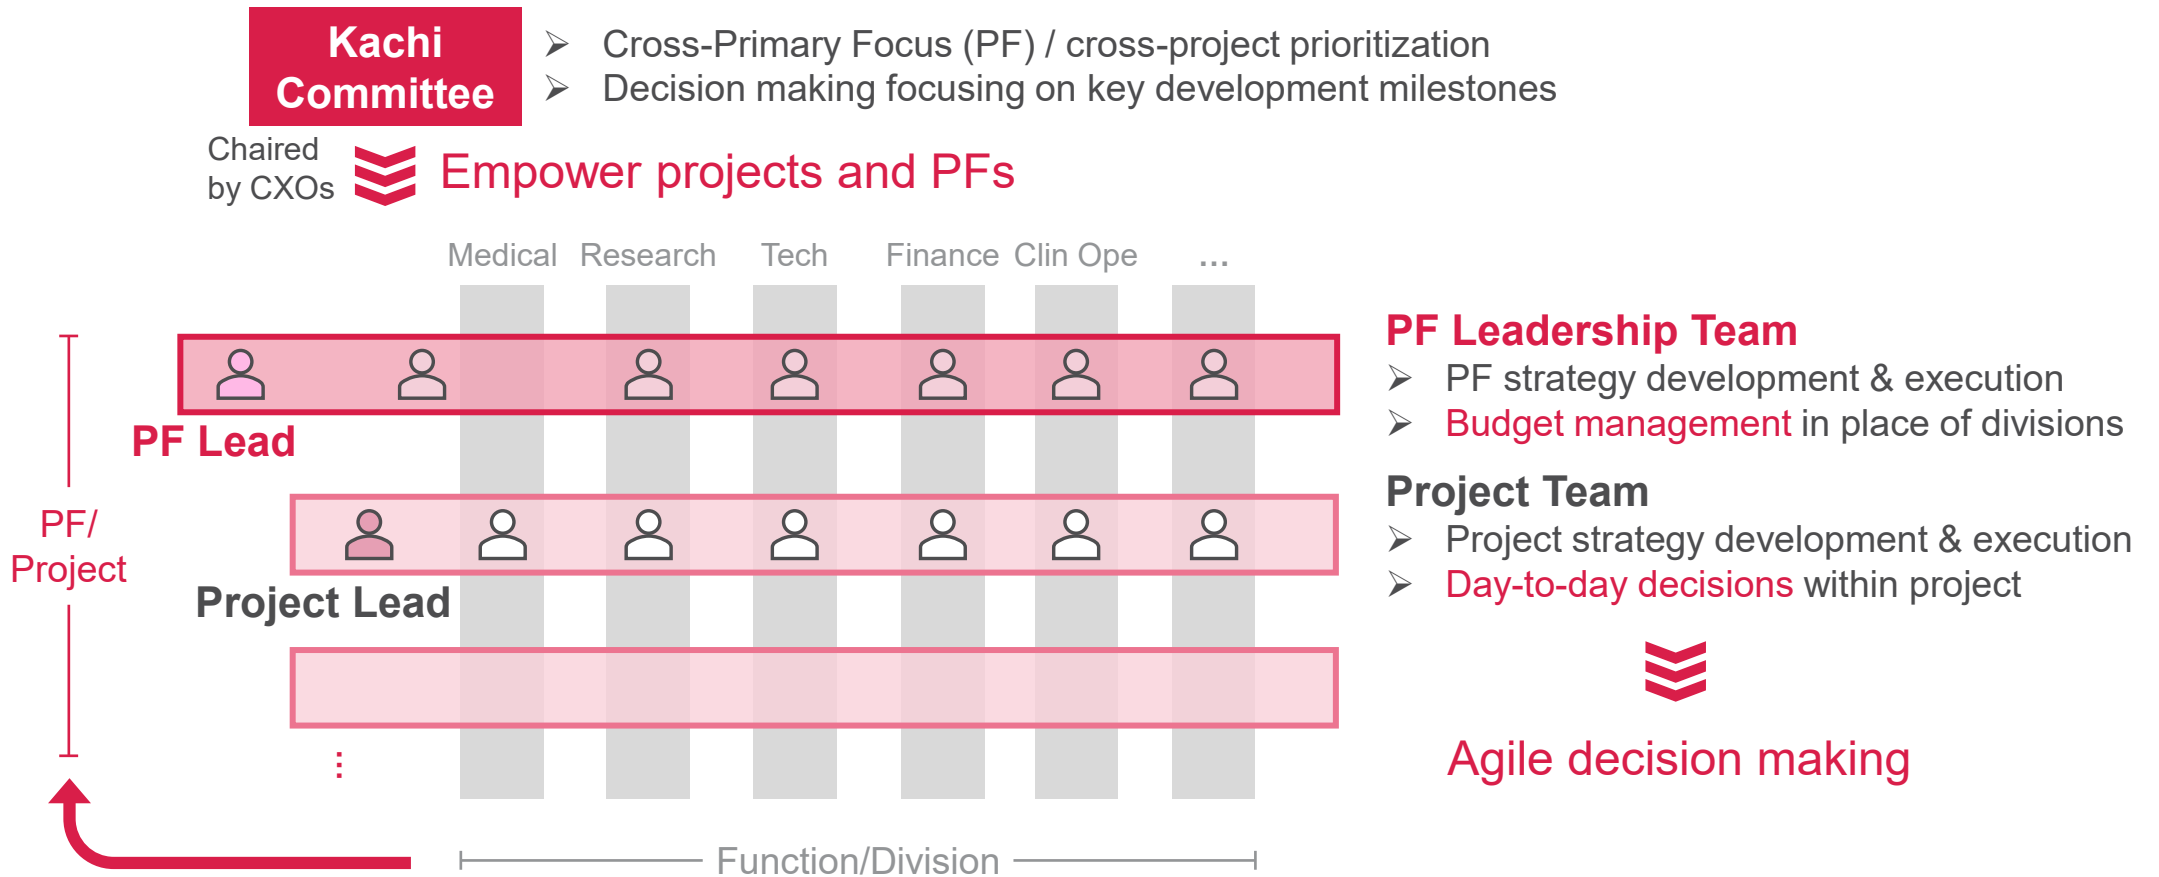 Kachi
Committee
➢ Cross-Primary Focus (PF) / cross-project prioritization
➢ Decision making focusing on key development milestones
Chaired
by CXOs
Empower projects and PFs
Medical Research Tech Finance Clin Ope ...
PF Lead
PF/
Project
Project Lead
⋮
Function/Division
PF Leadership Team
➢ PF strategy development & execution
➢ Budget management in place of divisions
Project Team
➢ Project strategy development & execution
➢ Day-to-day decisions within project
Agile decision making